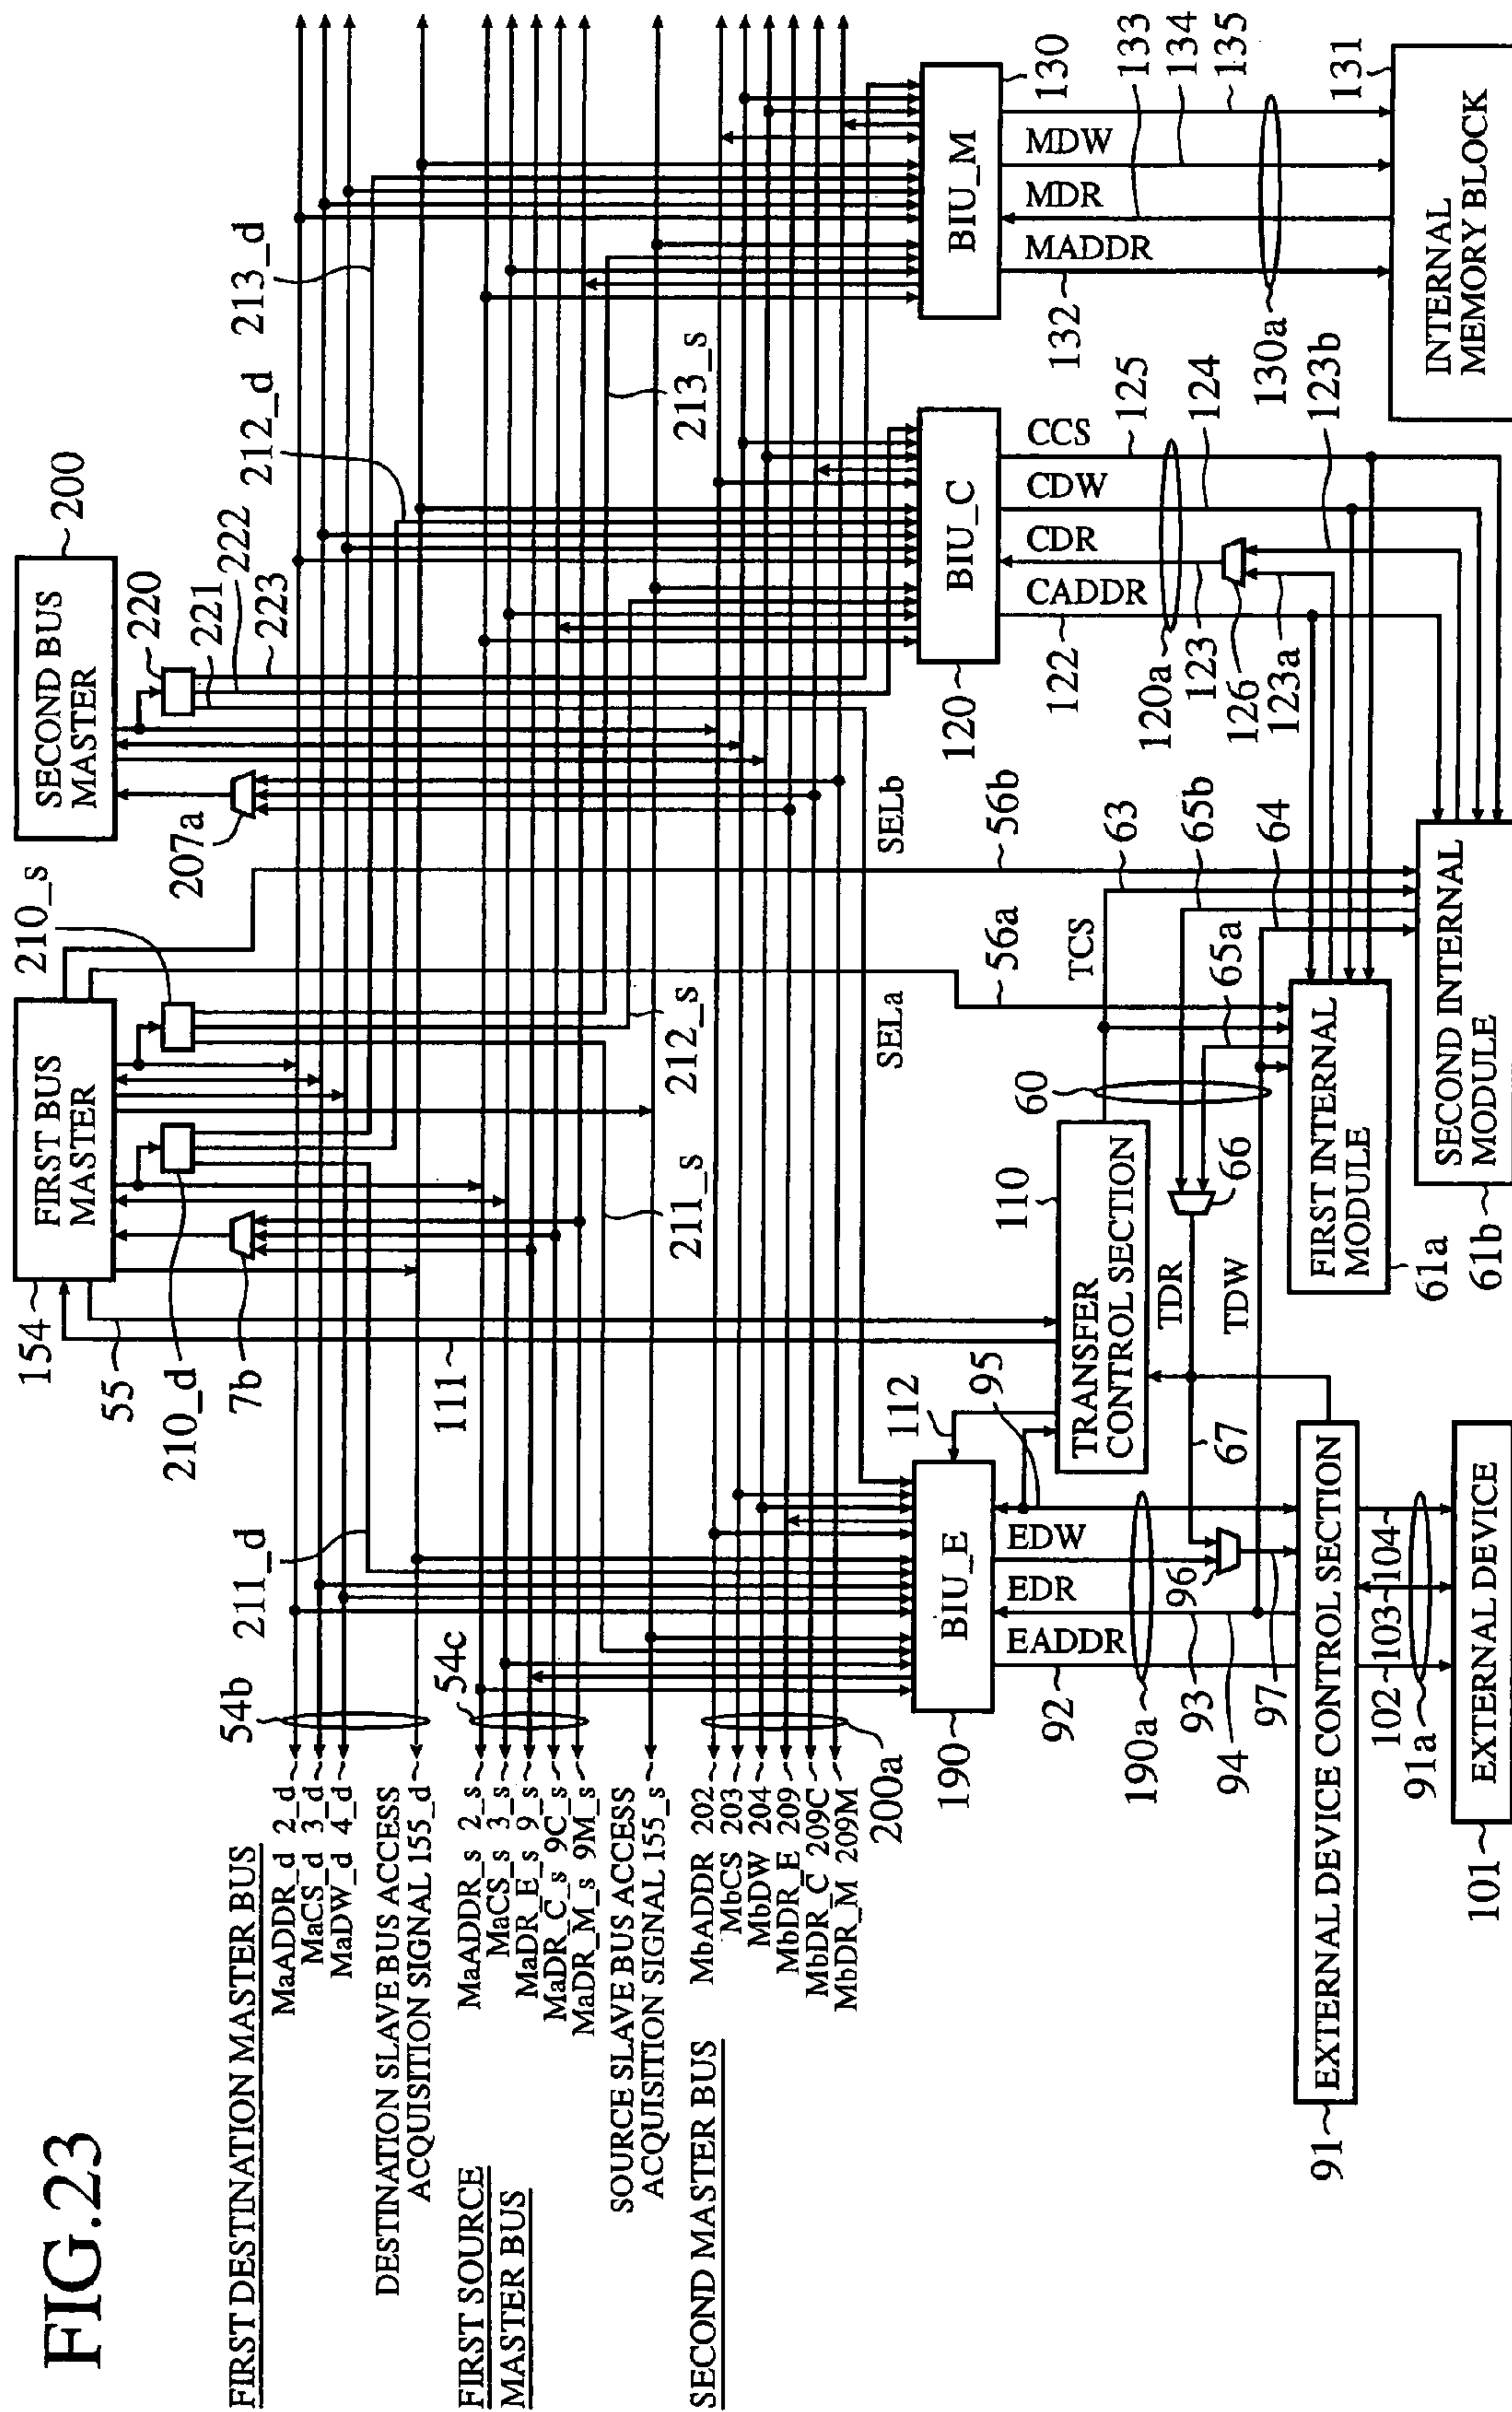 FIG.23
FIRST DESTINATION MASTER BUS
MaADDR_d 2_d
MaCS_d 3_d
MaDW_d 4_d
DESTINATION SLAVE BUS ACCESS
ACQUISITION SIGNAL 155_d
FIRST SOURCE
MASTER BUS
MaADDR_s 2_s
MaCS_s 3_s
MaDR_E_s 9_s
MaDR_C_s 9C_s
MaDR_M_s 9M_s
SOURCE SLAVE BUS ACCESS
ACQUISITION SIGNAL 155_s
SECOND MASTER BUS
MbADDR 202
MbCS 203
MbDW 204
MbDR_E 209
MbDR_C 209C
MbDR_M 209M
54b
54c
200a
154
FIRST BUS
MASTER
55
210_d
7b
111
210_s
211_d
211_s
212_s
SECOND BUS
MASTER
200
207a
220
221
222
223
212_d
213_d
213_s
SELa
SELb
56a
56b
190
BIU_E
112
95
EDW
EDR
EADDR
92
190a
93
94
96
97
67
120
BIU_C
CCS
CDW
CDR
CADDR
122
120a
123
126
123a
123b
124
125
130
BIU_M
MDW
MDR
MADDR
132
130a
133
134
135
131
INTERNAL
MEMORY BLOCK
110
TRANSFER
CONTROL SECTION
60
TCS
63
65b
64
65a
66
TDR
TDW
FIRST INTERNAL
MODULE
61a
SECOND INTERNAL
MODULE
61b
91
EXTERNAL DEVICE CONTROL SECTION
102
103
104
91a
101
EXTERNAL DEVICE